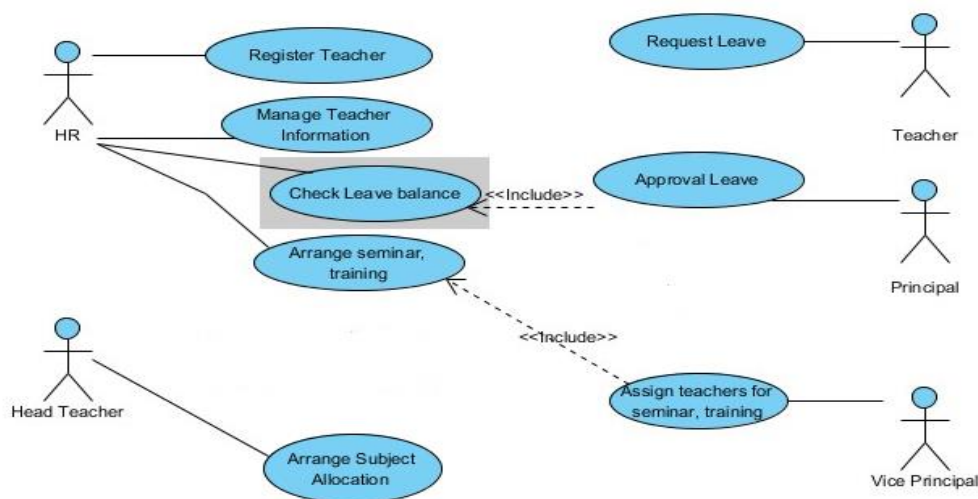 Register Teacher
Request Leave
HR
Manage Teacher
Information
Teacher
Check Leave balance
<<Include>>
Approval Leave
Arrange seminar,
training
Principal
<<Include>>
Head Teacher
Assign teachers for
seminar, training
Arrange Subject
Allocation
Vice Principal